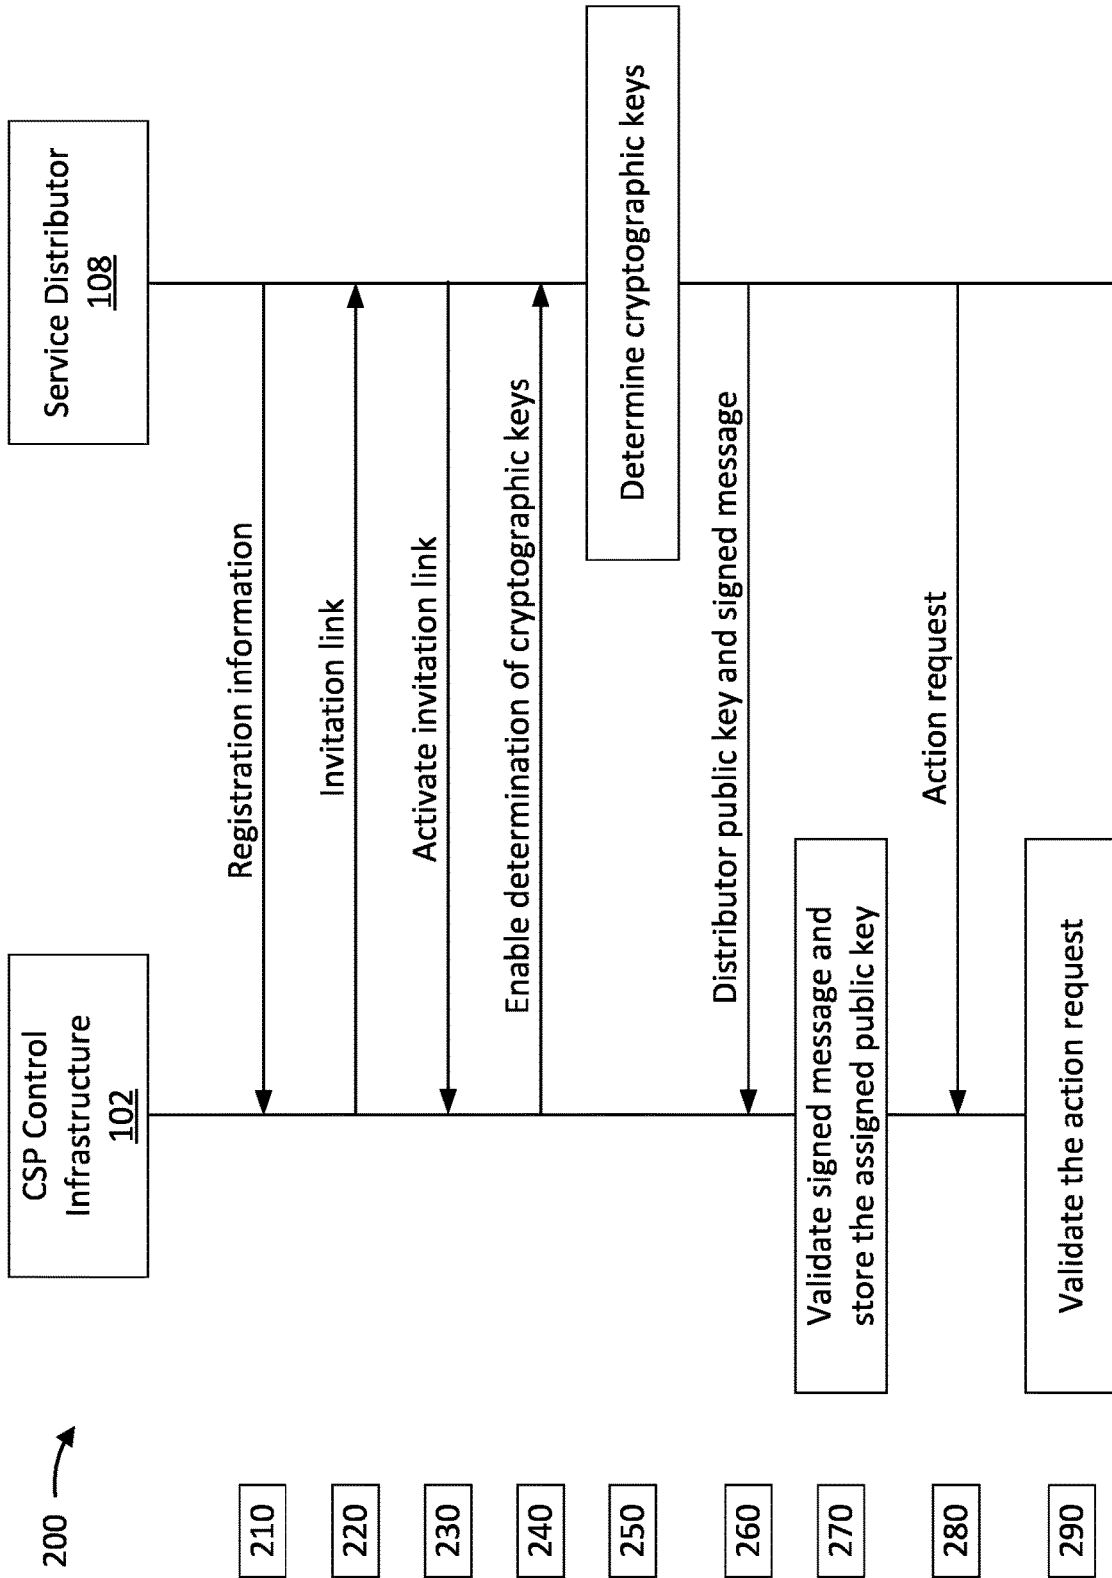 200
CSP Control
Infrastructure
102
Service Distributor
108
210
Registration information
220
Invitation link
230
Activate invitation link
240
Enable determination of cryptographic keys
250
Determine cryptographic keys
260
Distributor public key and signed message
270
Validate signed message and
store the assigned public key
280
Action request
290
Validate the action request